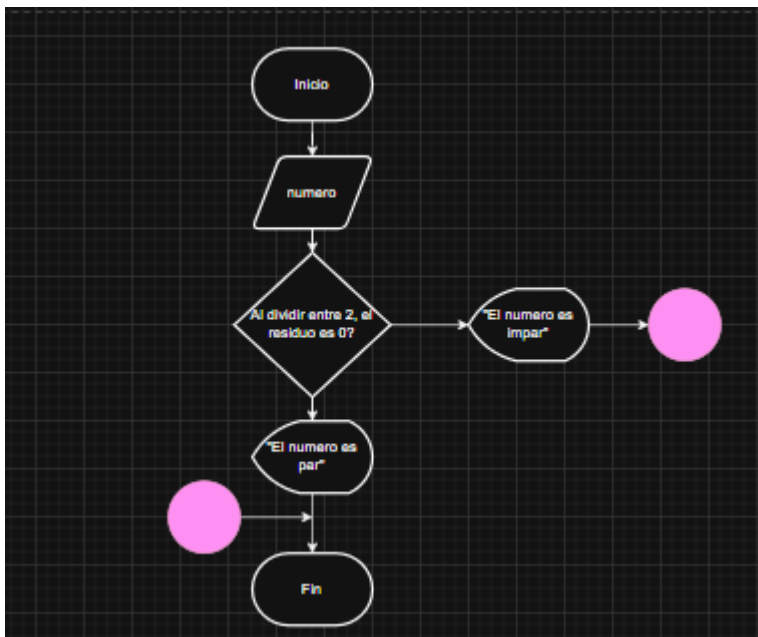 Inicio
numero
Al dividir entre 2, el
residuo es 0?
"El numero es
impar"
"El numero es
par"
Fin